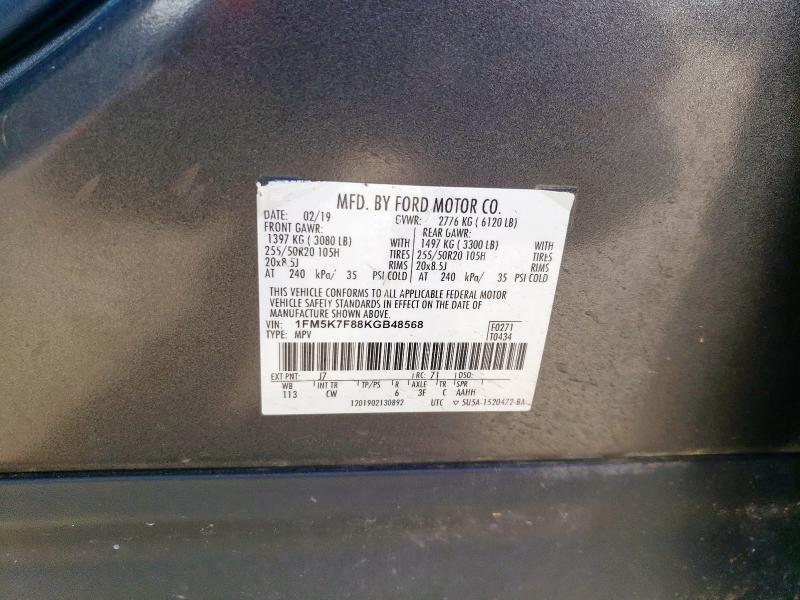 MFD. BY FORD MOTOR CO.
DATE: 02/19 GVWR: 2776 KG ( 6120 LB)
FRONT GAWR: REAR GAWR:
1397 KG ( 3080 LB) WITH 1497 KG ( 3300 LB) WITH
255/50R20 105H TIRES 255/50R20 105H TIRES
20x8.5J RIMS 20x8.5J RIMS
AT 240 kPa/ 35 PSI COLD AT 240 kPa/ 35 PSI COLD
THIS VEHICLE CONFORMS TO ALL APPLICABLE FEDERAL MOTOR
VEHICLE SAFETY STANDARDS IN EFFECT ON THE DATE OF
MANUFACTURE SHOWN ABOVE.
VIN: 1FM5K7F88KGB48568 F0271
TYPE: MPV T0434
EXT PNT: J7 RC: 71 DSO:
WB INT TR TP/PS R AXLE TR SPR
113 CW 6 3F C AAHH
1201902130892 UTC ▽ 5U5A-1520472-BA